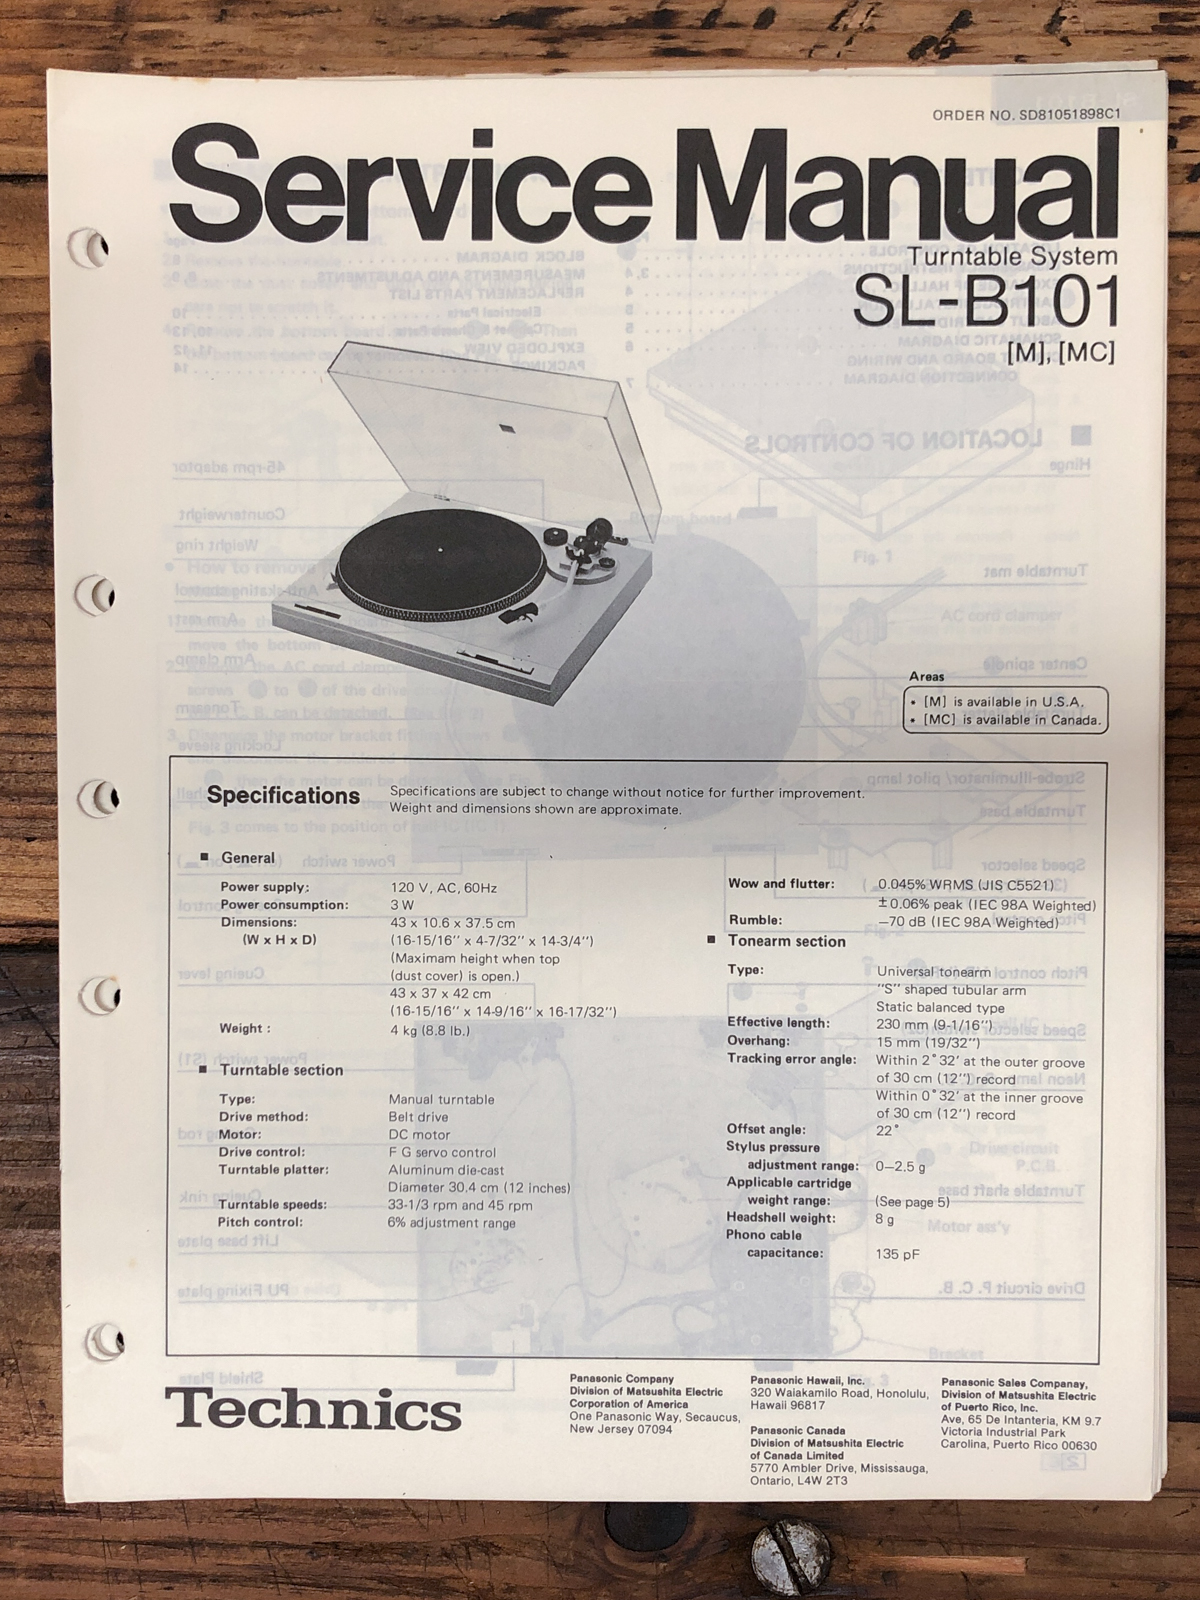 ORDER NO. SD81051898C1
Service Manual
Turntable System
SL-B101
[M], [MC]
Areas
• [M] is available in U.S.A.
• [MC] is available in Canada.
Specifications
Specifications are subject to change without notice for further improvement.
Weight and dimensions shown are approximate.
■ General
Power supply: 120 V, AC, 60Hz
Power consumption: 3 W
Dimensions: 43 x 10.6 x 37.5 cm
(W x H x D) (16-15/16" x 4-7/32" x 14-3/4")
(Maximam height when top
(dust cover) is open.)
43 x 37 x 42 cm
(16-15/16" x 14-9/16" x 16-17/32")
Weight : 4 kg (8.8 lb.)
■ Turntable section
Type: Manual turntable
Drive method: Belt drive
Motor: DC motor
Drive control: F G servo control
Turntable platter: Aluminum die-cast
Diameter 30.4 cm (12 inches)
Turntable speeds: 33-1/3 rpm and 45 rpm
Pitch control: 6% adjustment range
Wow and flutter: 0.045% WRMS (JIS C5521)
±0.06% peak (IEC 98A Weighted)
Rumble: −70 dB (IEC 98A Weighted)
■ Tonearm section
Type: Universal tonearm
"S" shaped tubular arm
Static balanced type
Effective length: 230 mm (9-1/16")
Overhang: 15 mm (19/32")
Tracking error angle: Within 2°32' at the outer groove
of 30 cm (12") record
Within 0°32' at the inner groove
of 30 cm (12") record
Offset angle: 22°
Stylus pressure
adjustment range: 0–2.5 g
Applicable cartridge
weight range: (See page 5)
Headshell weight: 8 g
Phono cable
capacitance: 135 pF
Technics
Panasonic Company
Division of Matsushita Electric
Corporation of America
One Panasonic Way, Secaucus,
New Jersey 07094
Panasonic Hawaii, Inc.
320 Waiakamilo Road, Honolulu,
Hawaii 96817
Panasonic Canada
Division of Matsushita Electric
of Canada Limited
5770 Ambler Drive, Mississauga,
Ontario, L4W 2T3
Panasonic Sales Companay,
Division of Matsushita Electric
of Puerto Rico, Inc.
Ave, 65 De Intanteria, KM 9.7
Victoria Industrial Park
Carolina, Puerto Rico 00630